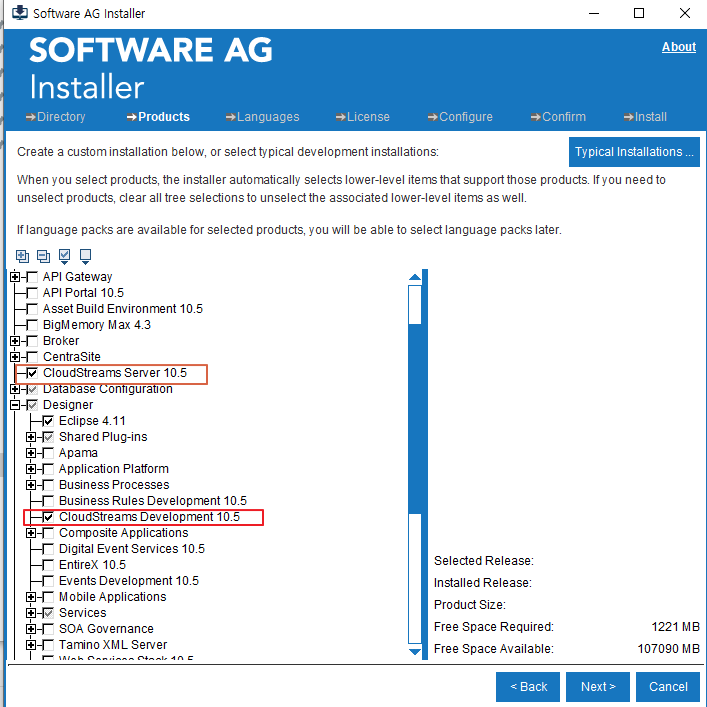 Software AG Installer
SOFTWARE AG
Installer
About
Directory
Products
Languages
License
Configure
Confirm
Install
Create a custom installation below, or select typical development installations:
Typical Installations ...
When you select products, the installer automatically selects lower-level items that support those products. If you need to
unselect products, clear all tree selections to unselect the associated lower-level items as well.
If language packs are available for selected products, you will be able to select language packs later.
API Gateway
API Portal 10.5
Asset Build Environment 10.5
BigMemory Max 4.3
Broker
CentraSite
CloudStreams Server 10.5
Database Configuration
Designer
Eclipse 4.11
Shared Plug-ins
Apama
Application Platform
Business Processes
Business Rules Development 10.5
CloudStreams Development 10.5
Composite Applications
Digital Event Services 10.5
EntireX 10.5
Events Development 10.5
Mobile Applications
Services
SOA Governance
Tamino XML Server
Web Services Stack 10.5
Selected Release:
Installed Release:
Product Size:
Free Space Required: 1221 MB
Free Space Available: 107090 MB
< Back
Next >
Cancel